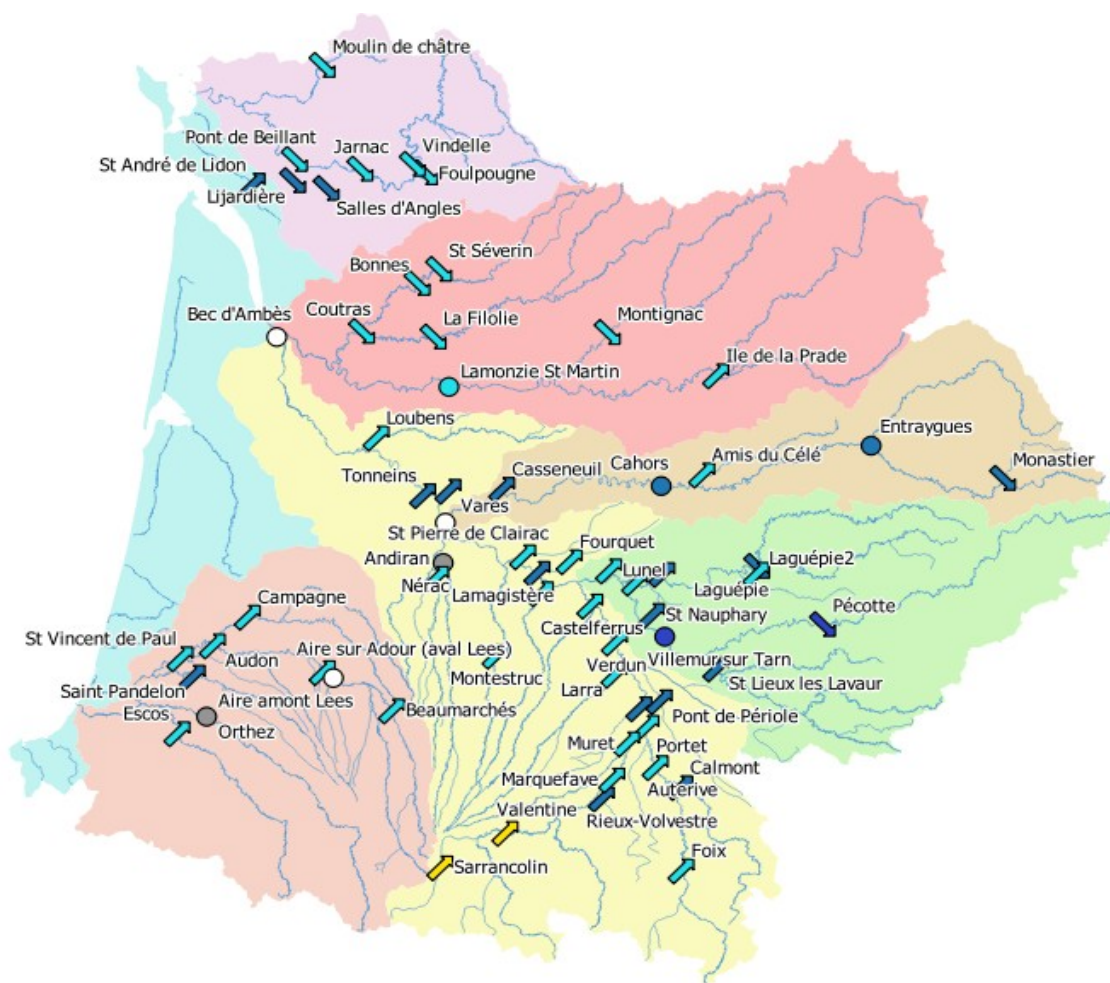 Moulin de châtre
Pont de Beillant
Jarnac
Vindelle
St André de Lidon
Foulpougne
Lijardière
Salles d'Angles
St Séverin
Bonnes
Bec d'Ambès
Coutras
La Filolie
Montignac
Ile de la Prade
Lamonzie St Martin
Loubens
Entraygues
Amis du Célé
Cahors
Casseneuil
Monastier
Tonneins
Vares
St Pierre de Clairac
Fourquet
Andiran
Laguépie2
Lunel
Nérac
Lamagistère
Laguépie
Campagne
Pécotte
St Nauphary
Castelferrus
St Vincent de Paul
Aire sur Adour (aval Lees)
Audon
Verdun
Villemur sur Tarn
Montestruc
St Lieux les Lavaur
Saint-Pandelon
Larra
Aire amont Lees
Escos
Beaumarchés
Pont de Périole
Orthez
Muret
Portet
Calmont
Marquefave
Auterive
Valentine
Rieux-Volvestre
Foix
Sarrancolin